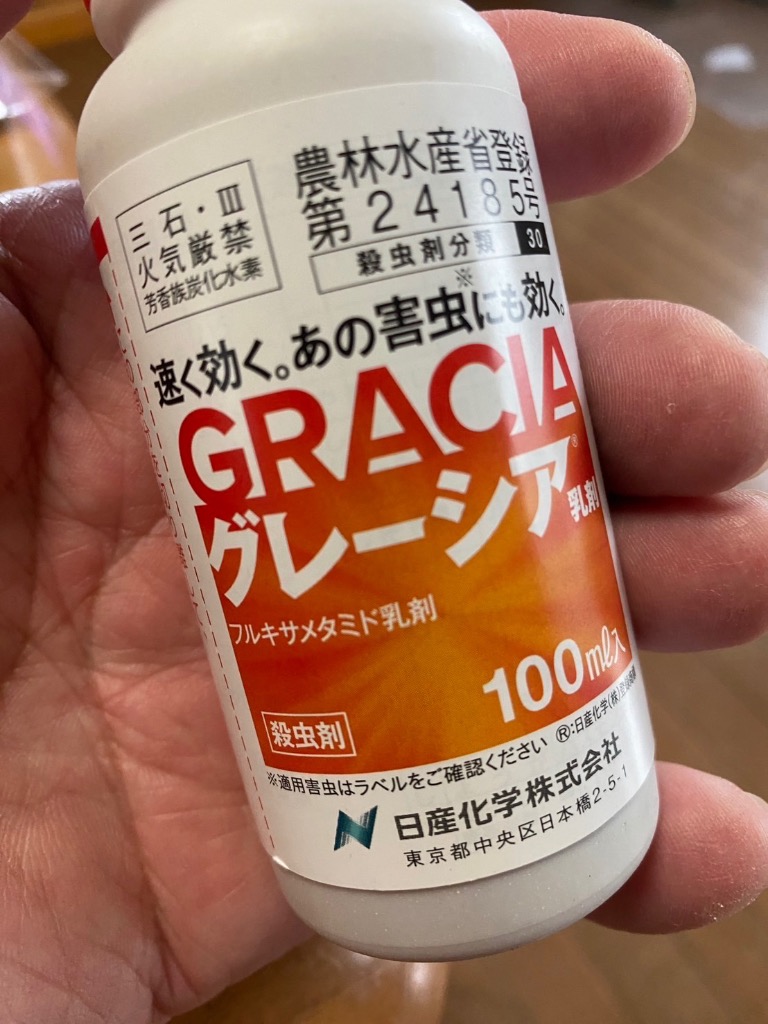 農林水産省登録
第24185号
殺虫剤分類 30
三石・Ⅲ
火気厳禁
芳香族炭化水素
速く効く。あの害虫※にも効く。
GRACIA
グレーシア®乳剤
フルキサメタミド乳剤
100ml入
殺虫剤
※適用害虫はラベルをご確認ください ®:日産化学(株)登録商標
日産化学株式会社
東京都中央区日本橋2-5-1